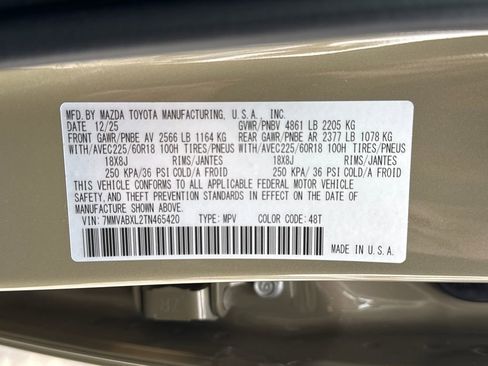 MFD. BY MAZDA TOYOTA MANUFACTURING, U.S.A., INC.
DATE 12/25 GVWR/PNBV 4861 LB 2205 KG
FRONT GAWR/PNBE AV 2566 LB 1164 KG REAR GAWR/PNBE AR 2377 LB 1078 KG
WITH/AVEC225/60R18 100H TIRES/PNEUS WITH/AVEC225/60R18 100H TIRES/PNEUS
18X8J RIMS/JANTES 18X8J RIMS/JANTES
250 KPA/36 PSI COLD/A FROID 250 KPA/36 PSI COLD/A FROID
THIS VEHICLE CONFORMS TO ALL APPLICABLE FEDERAL MOTOR VEHICLE
SAFETY, AND THEFT PREVENTION STANDARDS IN EFFECT ON THE DATE OF
MANUFACTURE SHOWN ABOVE.
VIN: 7MMVABXL2TN465420 TYPE: MPV COLOR CODE: 48T
MADE IN U.S.A.